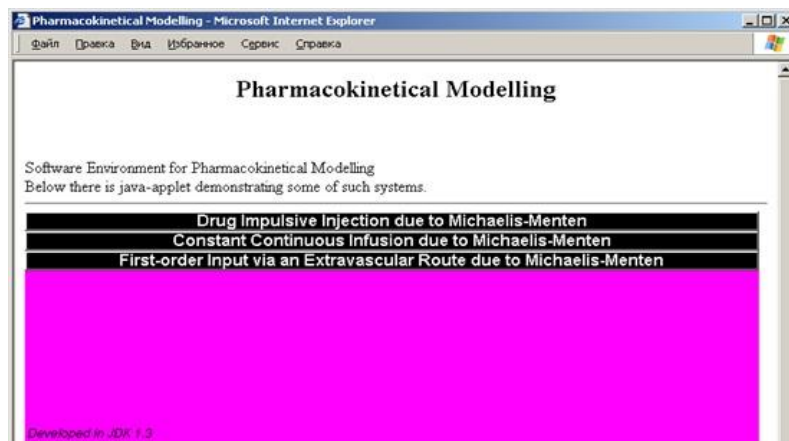 Pharmacokinetical Modelling - Microsoft Internet Explorer
Файл Правка Вид Избранное Сервис Справка
Pharmacokinetical Modelling
Software Environment for Pharmacokinetical Modelling
Below there is java-applet demonstrating some of such systems.
Drug Impulsive Injection due to Michaelis-Menten
Constant Continuous Infusion due to Michaelis-Menten
First-order Input via an Extravascular Route due to Michaelis-Menten
Developed in JDK 1.3